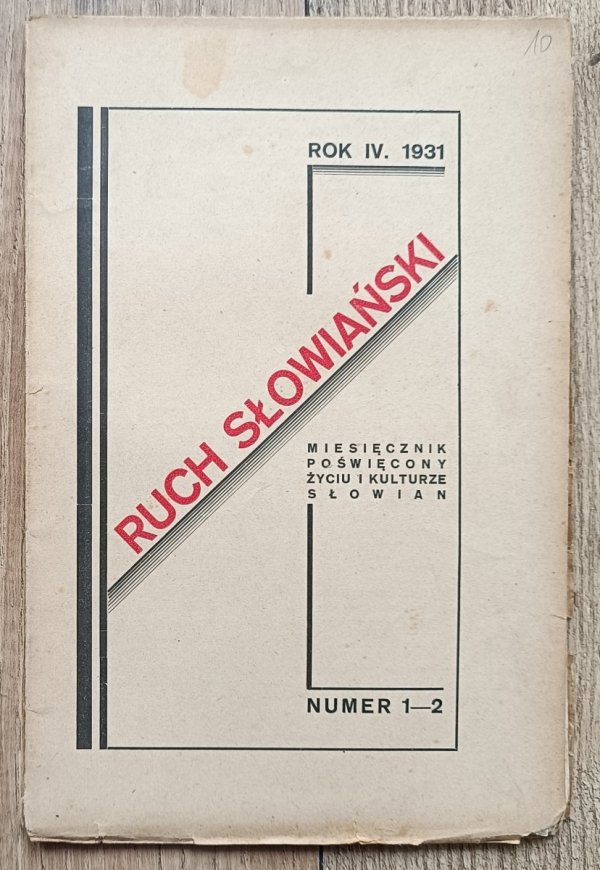 10
ROK IV. 1931
RUCH SŁOWIAŃSKI
MIESIĘCZNIK
POŚWIĘCONY
ŻYCIU I KULTURZE
SŁOWIAN
NUMER 1—2